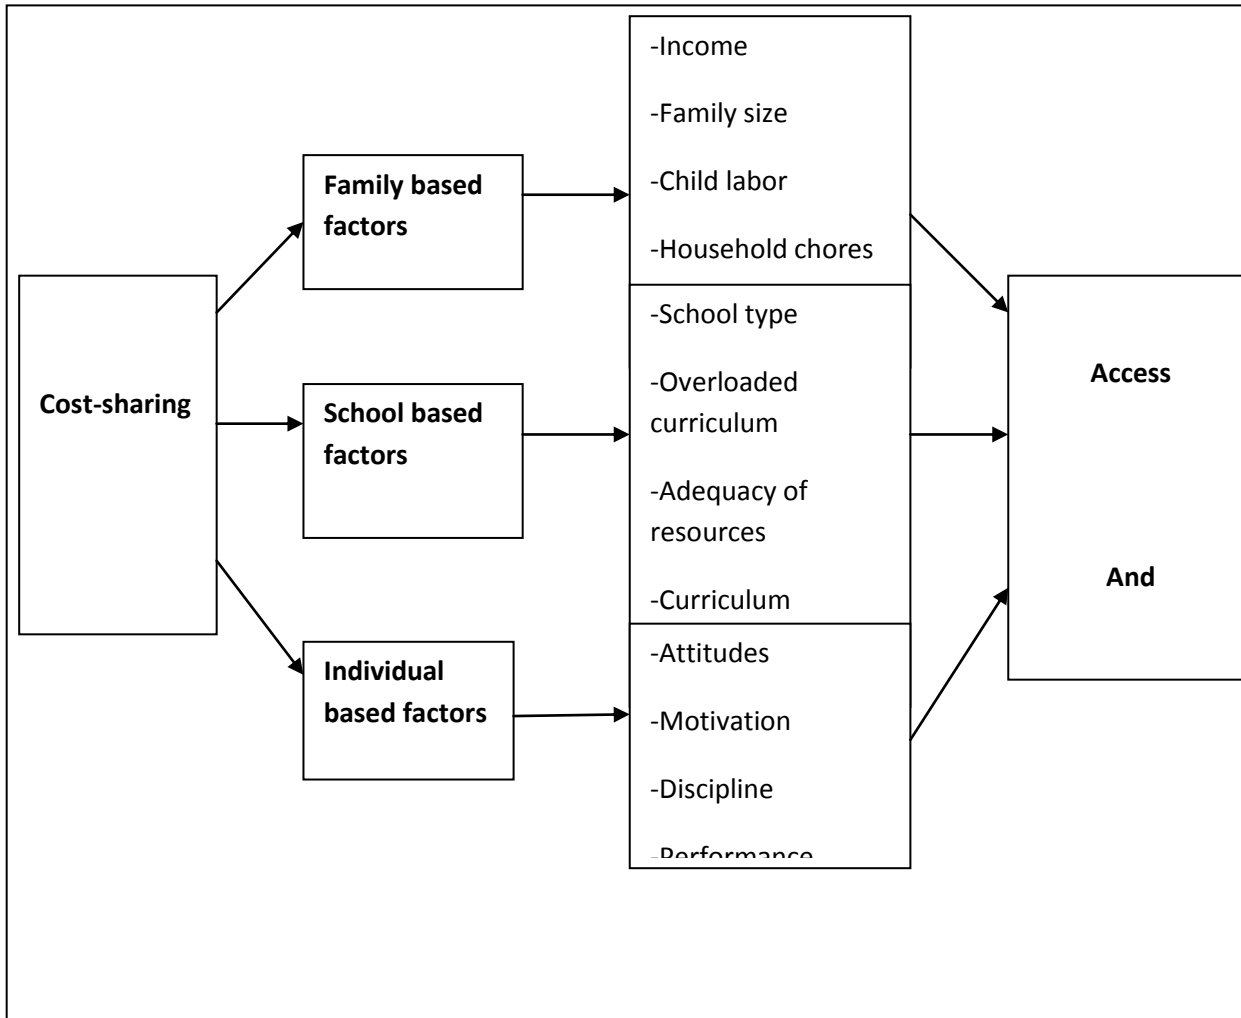 Cost-sharing
Family based
factors
School based
factors
Individual
based factors
-Income
-Family size
-Child labor
-Household chores
-School type
-Overloaded
curriculum
-Adequacy of
resources
-Curriculum
-Attitudes
-Motivation
-Discipline
-Performance
Access
And